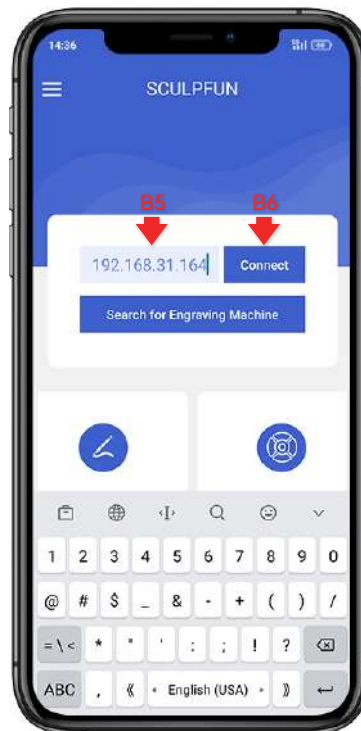 14:36
SCULPFUN
B5 B6
192.168.31.164 Connect
Search for Engraving Machine
1 2 3 4 5 6 7 8 9 0
@ # $ _ & - + ( ) /
= \ < * " ' : ; ! ? 
ABC , English (USA)